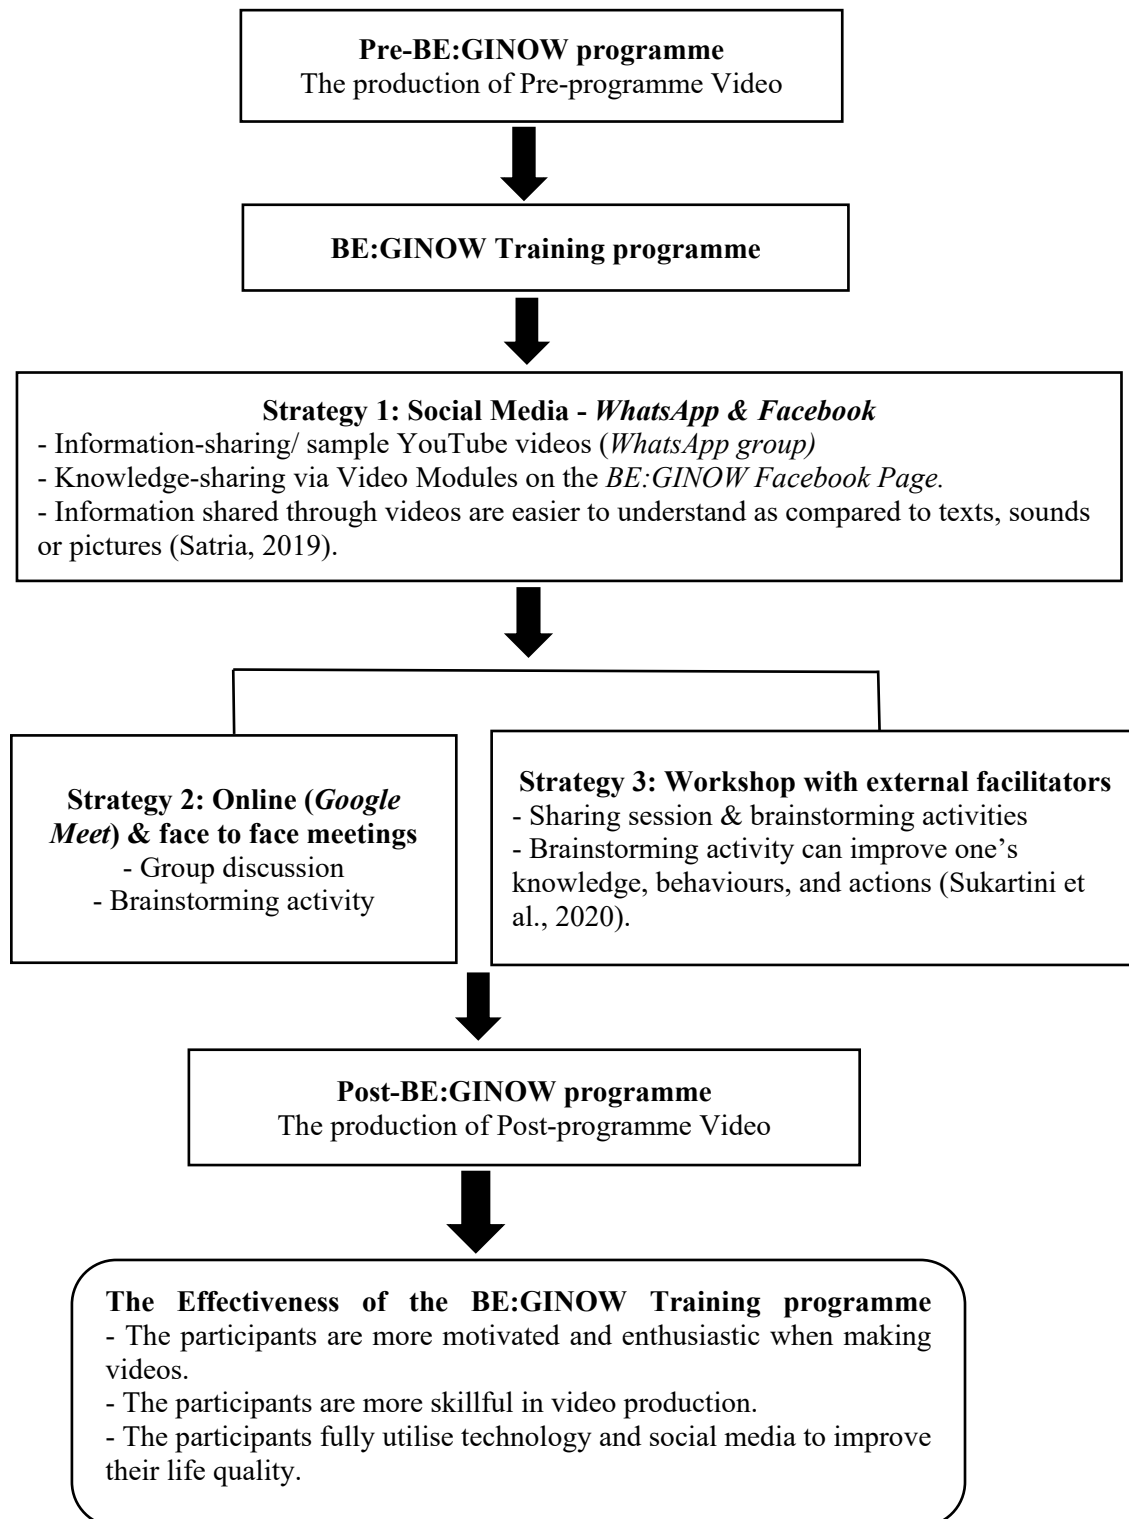 Pre-BE:GINOW programme
The production of Pre-programme Video
BE:GINOW Training programme
Strategy 1: Social Media - WhatsApp & Facebook
- Information-sharing/ sample YouTube videos (WhatsApp group)
- Knowledge-sharing via Video Modules on the BE:GINOW Facebook Page.
- Information shared through videos are easier to understand as compared to texts, sounds
or pictures (Satria, 2019).
Strategy 2: Online (Google
Meet) & face to face meetings
- Group discussion
- Brainstorming activity
Strategy 3: Workshop with external facilitators
- Sharing session & brainstorming activities
- Brainstorming activity can improve one’s
knowledge, behaviours, and actions (Sukartini et
al., 2020).
Post-BE:GINOW programme
The production of Post-programme Video
The Effectiveness of the BE:GINOW Training programme
- The participants are more motivated and enthusiastic when making
videos.
- The participants are more skillful in video production.
- The participants fully utilise technology and social media to improve
their life quality.